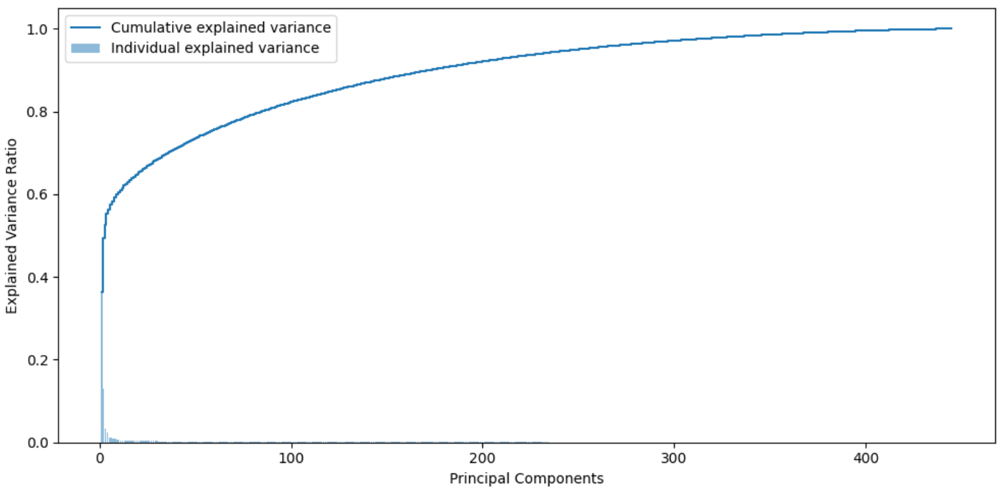 Cumulative explained variance
Individual explained variance
1.0
0.8
0.6
0.4
0.2
0.0
Explained Variance Ratio
0 100 200 300 400
Principal Components